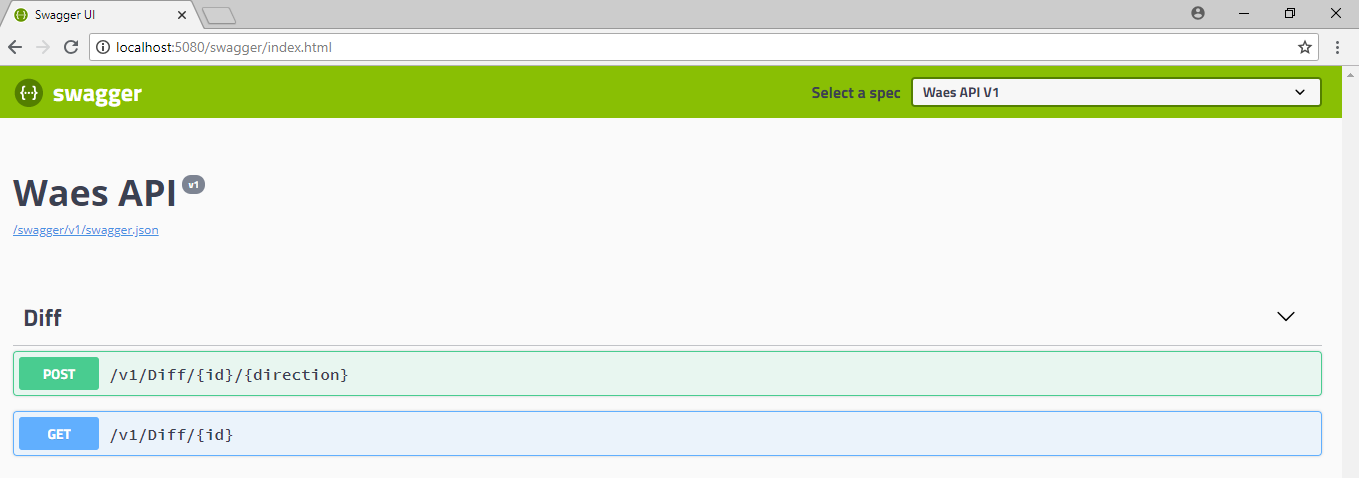 Swagger UI
localhost:5080/swagger/index.html
{··} swagger
Select a spec
Waes API V1
Waes API v1
/swagger/v1/swagger.json
Diff
POST /v1/Diff/{id}/{direction}
GET /v1/Diff/{id}